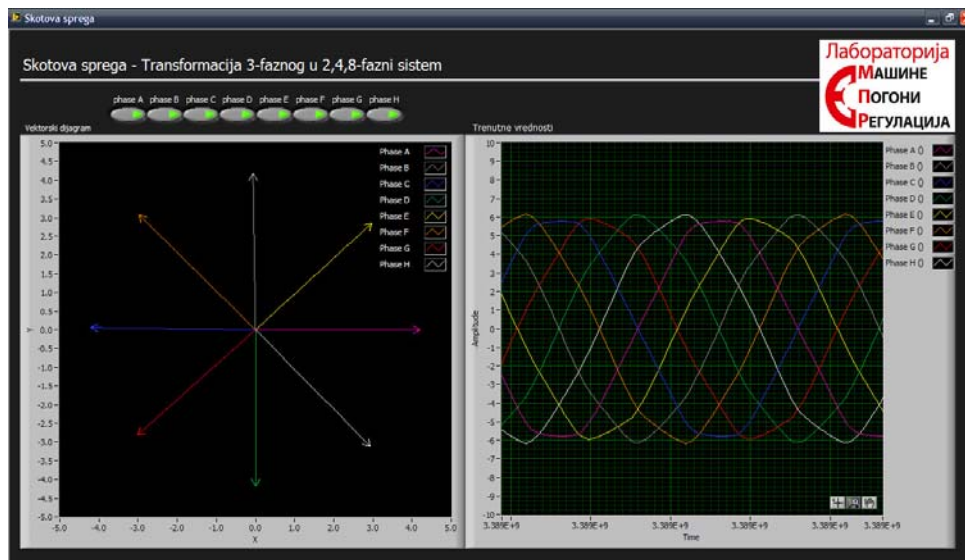 Skotova sprega
Skotova sprega - Transformacija 3-faznog u 2,4,8-fazni sistem
Лабораторија
Машине
Погони
Регулација
phase A phase B phase C phase D phase E phase F phase G phase H
Vektorski dijagram
5.0
4.5
4.0
3.5
3.0
2.5
2.0
1.5
1.0
0.5
0.0
-0.5
-1.0
-1.5
-2.0
-2.5
-3.0
-3.5
-4.0
-4.5
-5.0
Y
-5.0 -4.0 -3.0 -2.0 -1.0 0.0 1.0 2.0 3.0 4.0 5.0
X
Phase A
Phase B
Phase C
Phase D
Phase E
Phase F
Phase G
Phase H
Trenutne vrednosti
10
9
8
7
6
5
4
3
2
1
0
-1
-2
-3
-4
-5
-6
-7
-8
-9
-10
Amplitude
3.389E+9 3.389E+9 3.389E+9 3.389E+9 3.389E+9 3.389E+9
Time
Phase A ()
Phase B ()
Phase C ()
Phase D ()
Phase E ()
Phase F ()
Phase G ()
Phase H ()